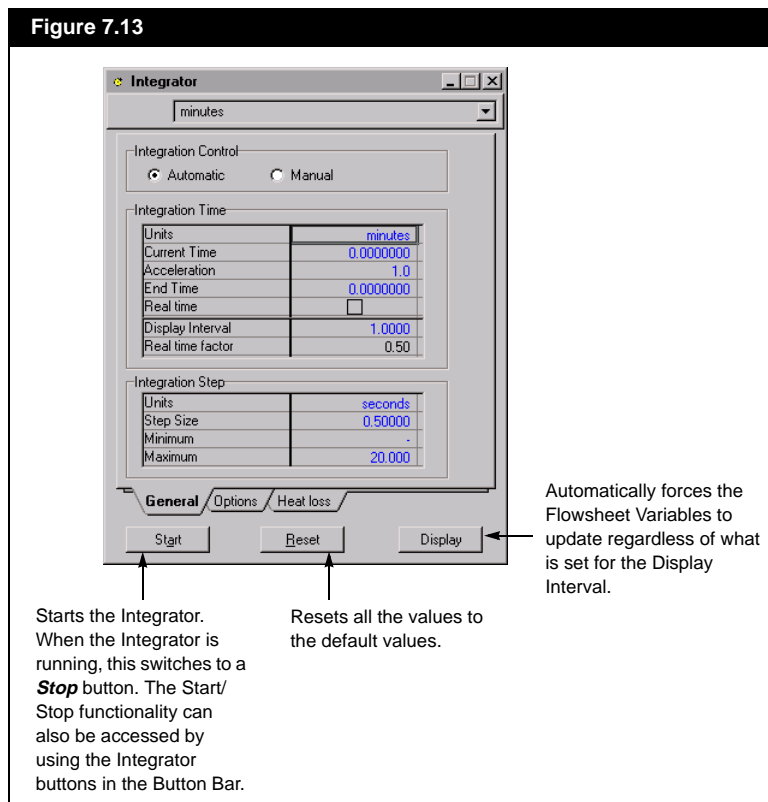 Figure 7.13
Integrator
minutes
Integration Control
Automatic Manual
Integration Time
Units minutes
Current Time 0.0000000
Acceleration 1.0
End Time 0.0000000
Real time
Display Interval 1.0000
Real time factor 0.50
Integration Step
Units seconds
Step Size 0.50000
Minimum -
Maximum 20.000
General Options Heat loss
Start Reset Display
Automatically forces the
Flowsheet Variables to
update regardless of what
is set for the Display
Interval.
Starts the Integrator.
When the Integrator is
running, this switches to a
Stop button. The Start/
Stop functionality can
also be accessed by
using the Integrator
buttons in the Button Bar.
Resets all the values to
the default values.